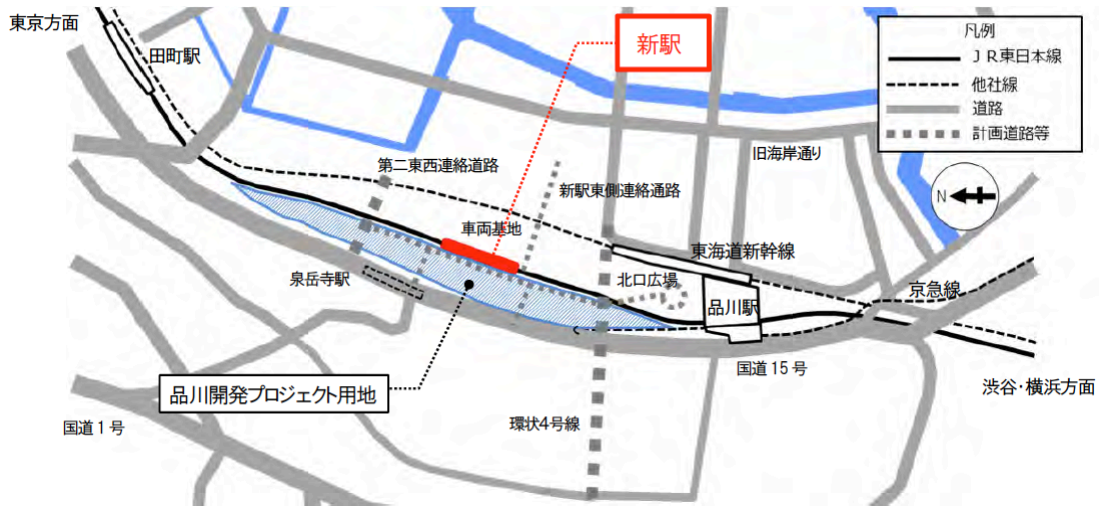 東京方面
田町駅
新駅
凡例
JR東日本線
他社線
道路
計画道路等
旧海岸通り
第二東西連絡道路
新駅東側連絡通路
N
車両基地
東海道新幹線
泉岳寺駅
北口広場
京急線
品川駅
国道15号
品川開発プロジェクト用地
渋谷・横浜方面
国道1号
環状4号線